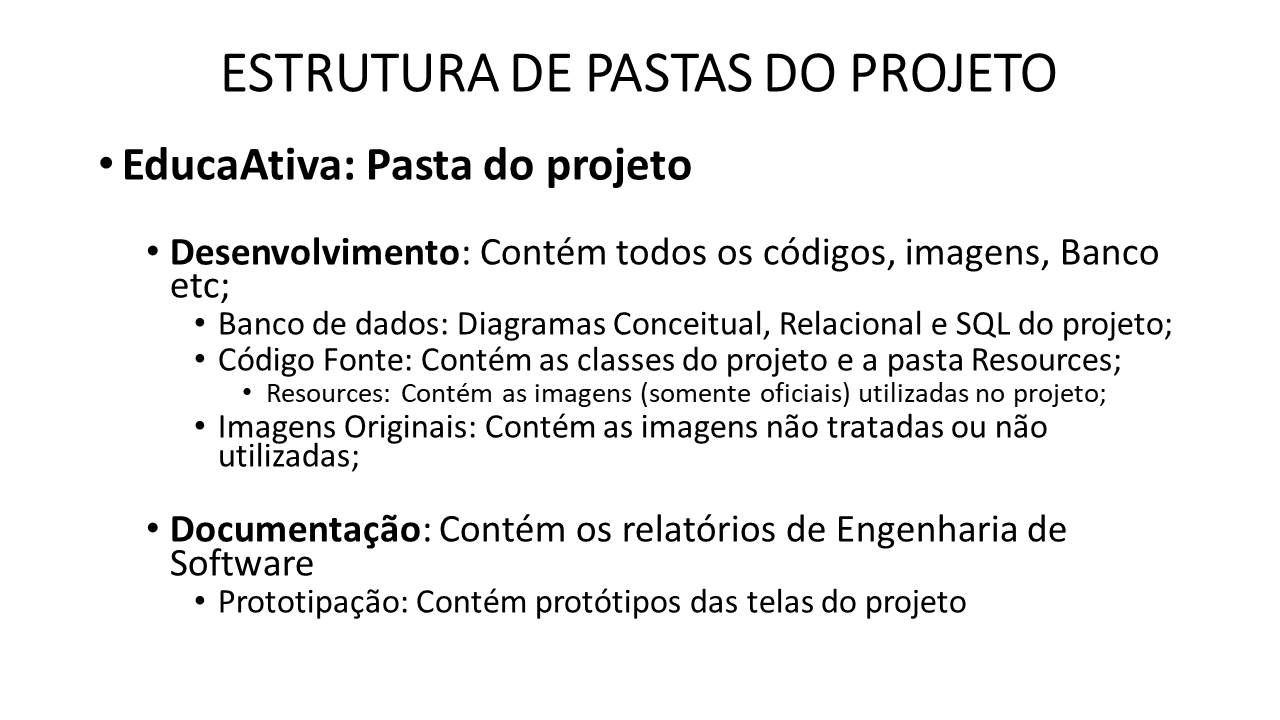 ESTRUTURA DE PASTAS DO PROJETO
• EducaAtiva: Pasta do projeto
• Desenvolvimento: Contém todos os códigos, imagens, Banco
etc;
• Banco de dados: Diagramas Conceitual, Relacional e SQL do projeto;
• Código Fonte: Contém as classes do projeto e a pasta Resources;
• Resources: Contém as imagens (somente oficiais) utilizadas no projeto;
• Imagens Originais: Contém as imagens não tratadas ou não
utilizadas;
• Documentação: Contém os relatórios de Engenharia de
Software
• Prototipação: Contém protótipos das telas do projeto